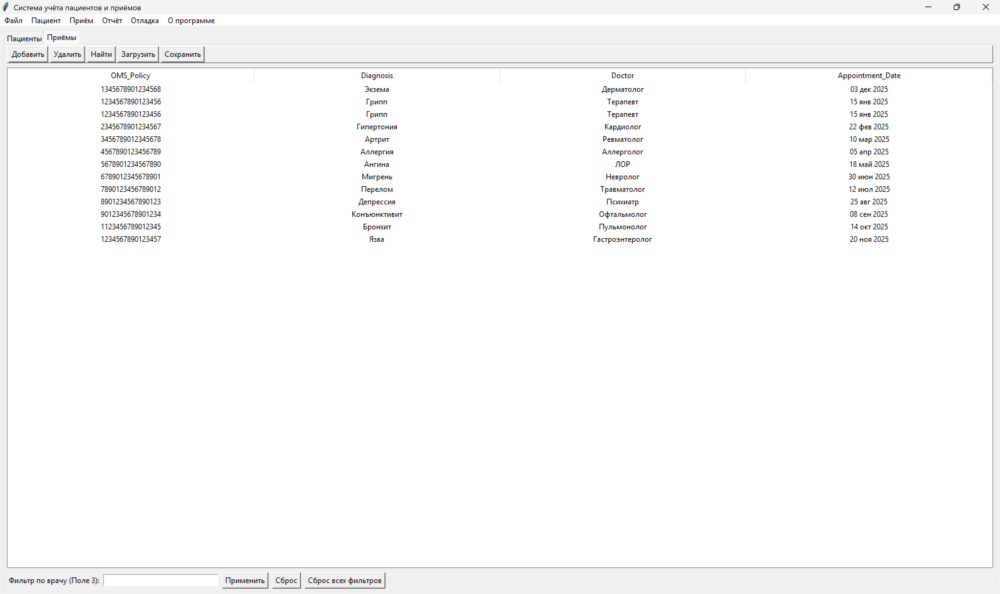 Система учёта пациентов и приёмов
Файл Пациент Приём Отчёт Отладка О программе
Пациенты Приёмы
Добавить Удалить Найти Загрузить Сохранить
OMS_Policy Diagnosis Doctor Appointment_Date
1345678901234568 Экзема Дерматолог 03 дек 2025
1234567890123456 Грипп Терапевт 15 янв 2025
1234567890123456 Грипп Терапевт 15 янв 2025
2345678901234567 Гипертония Кардиолог 22 фев 2025
3456789012345678 Артрит Ревматолог 10 мар 2025
4567890123456789 Аллергия Аллерголог 05 апр 2025
5678901234567890 Ангина ЛОР 18 май 2025
6789012345678901 Мигрень Невролог 30 июн 2025
7890123456789012 Перелом Травматолог 12 июл 2025
8901234567890123 Депрессия Психиатр 25 авг 2025
9012345678901234 Конъюнктивит Офтальмолог 08 сен 2025
1123456789012345 Бронхит Пульмонолог 14 окт 2025
1234567890123457 Язва Гастроэнтеролог 20 ноя 2025
Фильтр по врачу (Поле 3): Применить Сброс Сброс всех фильтров